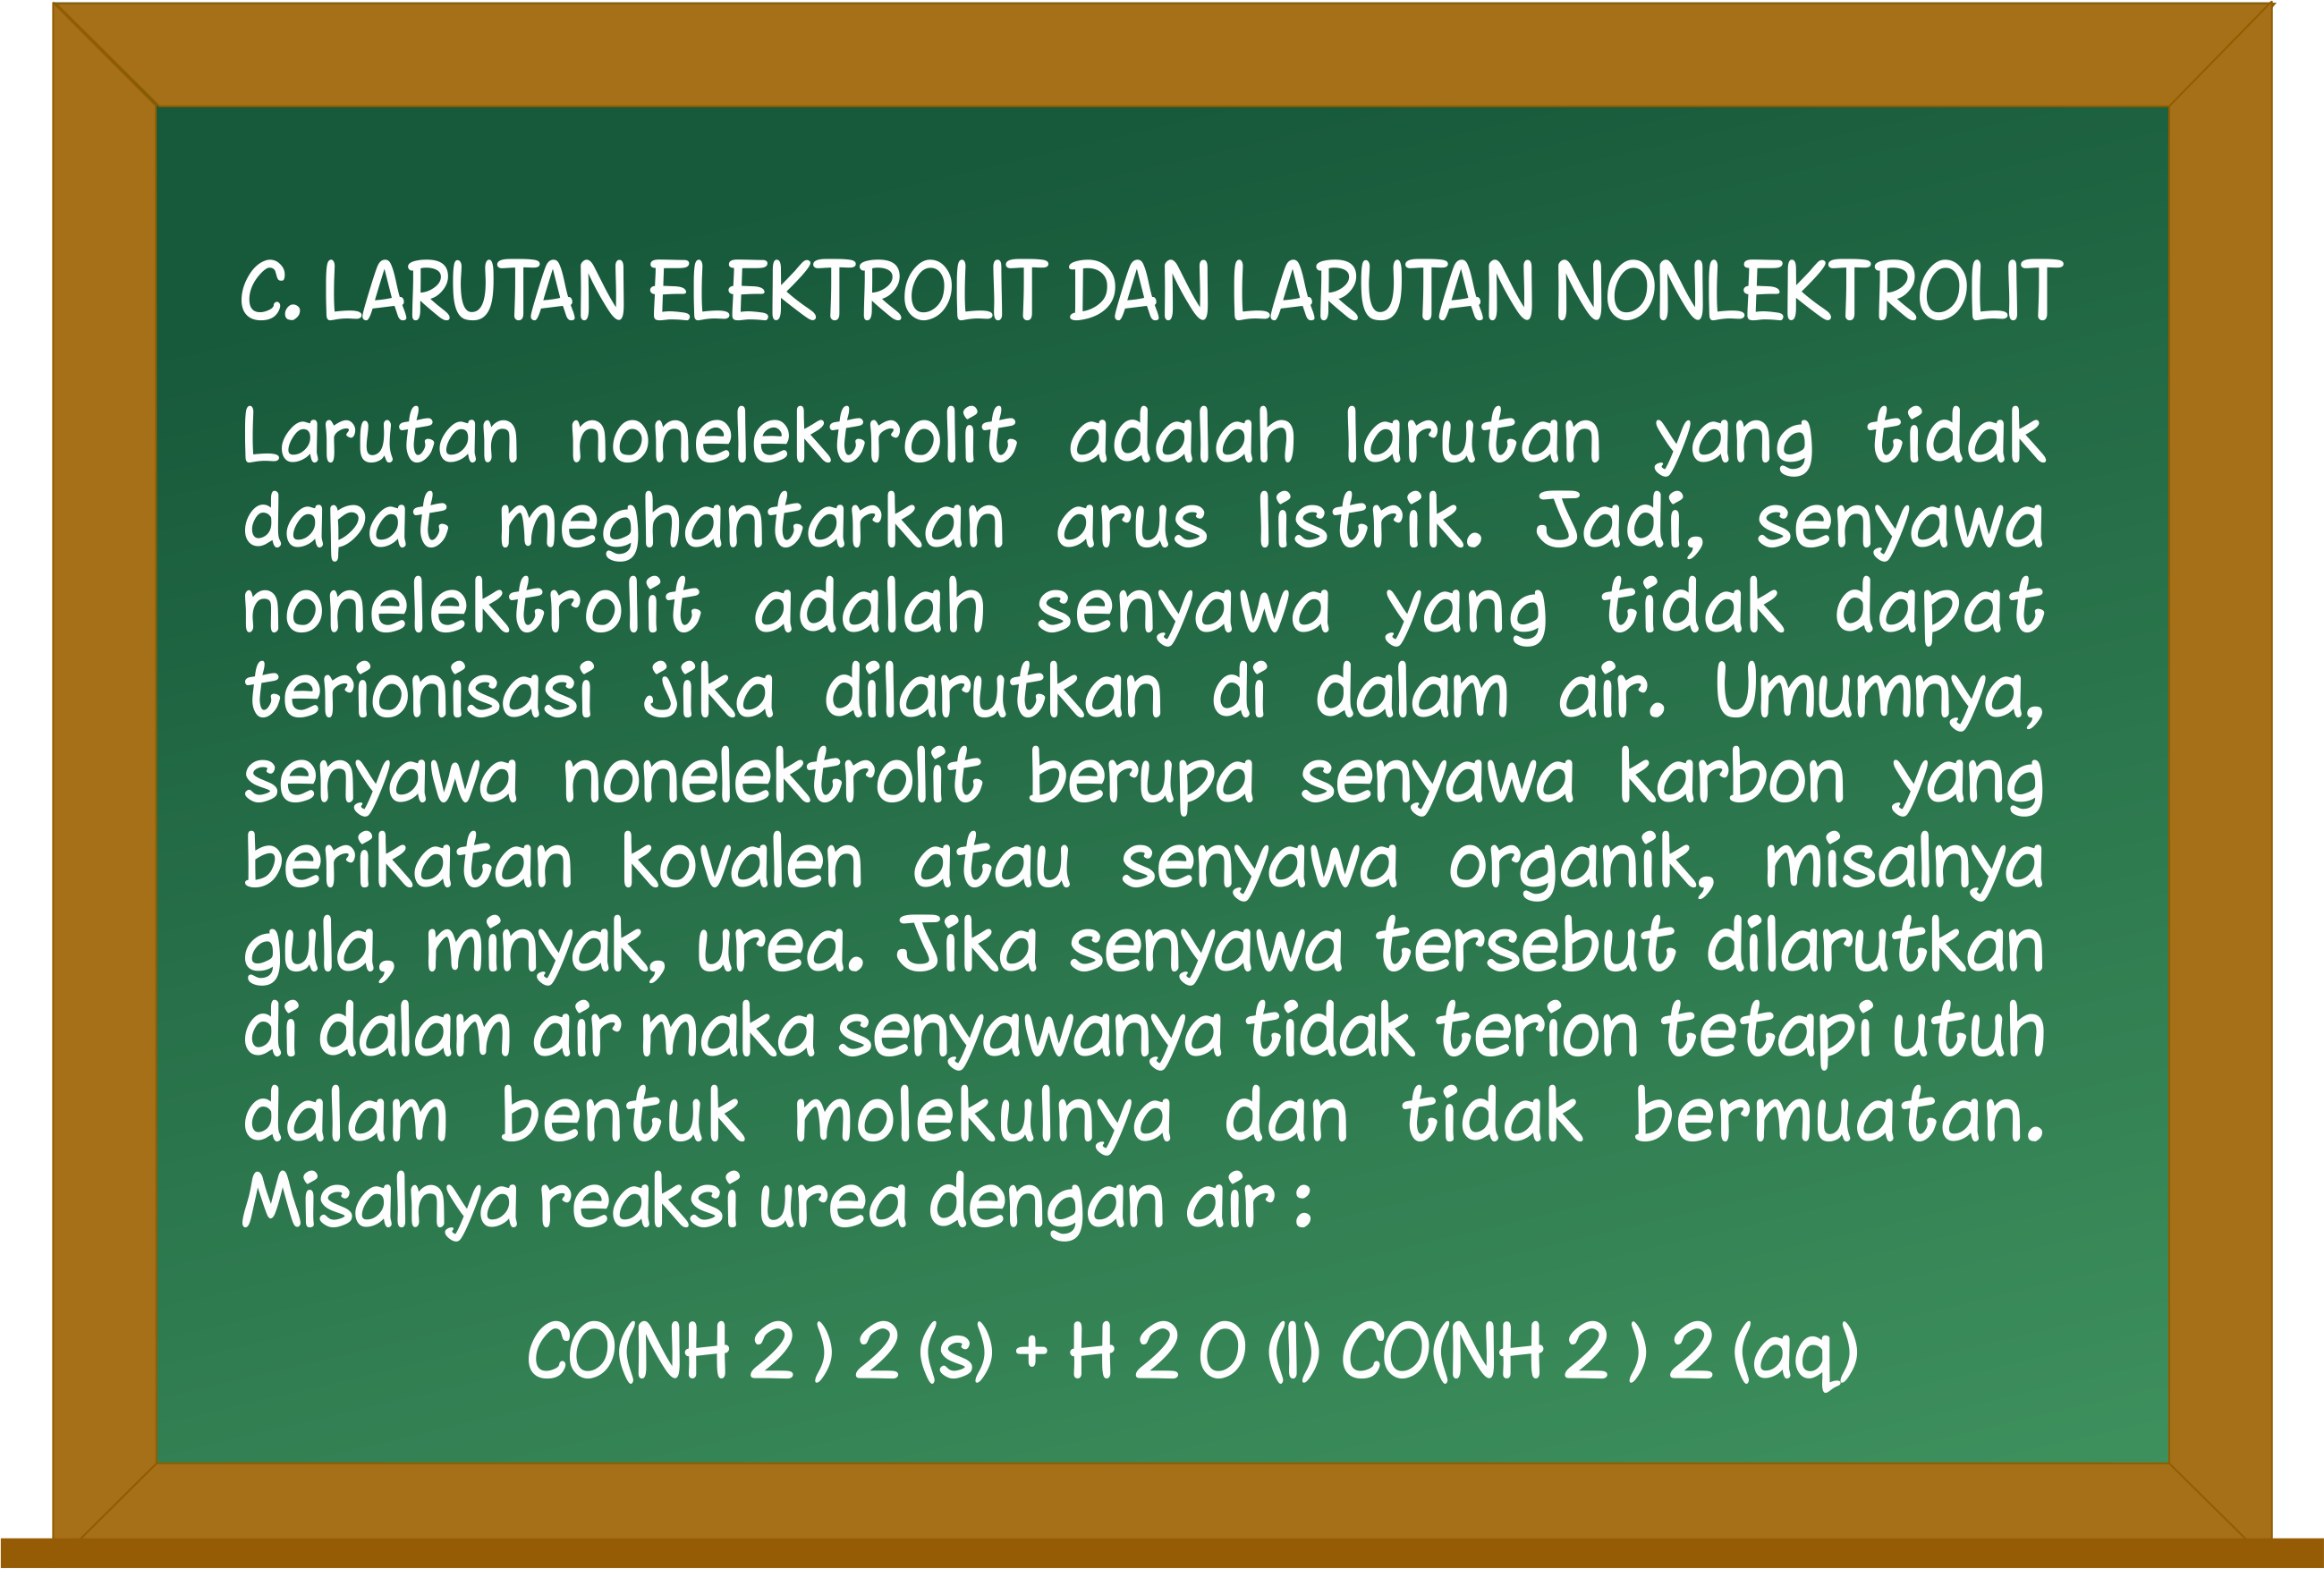 C. LARUTAN ELEKTROLIT DAN LARUTAN NONELEKTROLIT
Larutan nonelektrolit adalah larutan yang tidak
dapat meghantarkan arus listrik. Jadi, senyawa
nonelektrolit adalah senyawa yang tidak dapat
terionisasi jika dilarutkan di dalam air. Umumnya,
senyawa nonelektrolit berupa senyawa karbon yang
berikatan kovalen atau senyawa organik, misalnya
gula, minyak, urea. Jika senyawa tersebut dilarutkan
di dalam air maka senyawanya tidak terion tetapi utuh
dalam bentuk molekulnya dan tidak bermuatan.
Misalnya reaksi urea dengan air :
CO(NH 2) 2(s) + H 2O (l) CO(NH 2) 2 (aq)